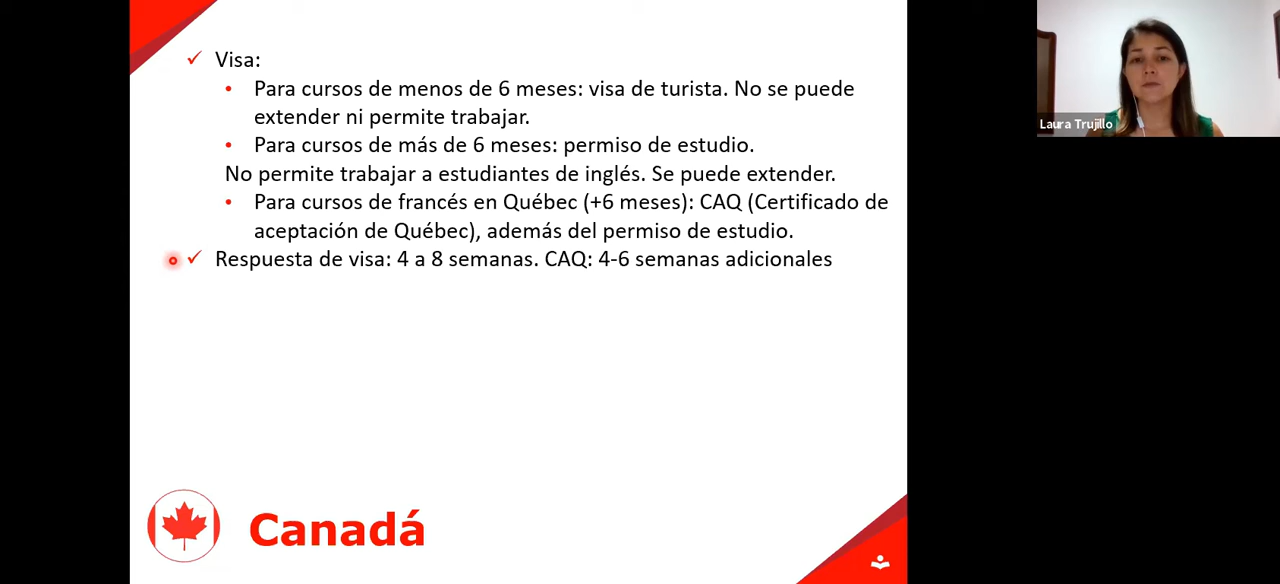 Visa:
Para cursos de menos de 6 meses: visa de turista. No se puede
extender ni permite trabajar.
Para cursos de más de 6 meses: permiso de estudio.
No permite trabajar a estudiantes de inglés. Se puede extender.
Para cursos de francés en Québec (+6 meses): CAQ (Certificado de
aceptación de Québec), además del permiso de estudio.
Respuesta de visa: 4 a 8 semanas. CAQ: 4-6 semanas adicionales
Canadá
Laura Trujillo